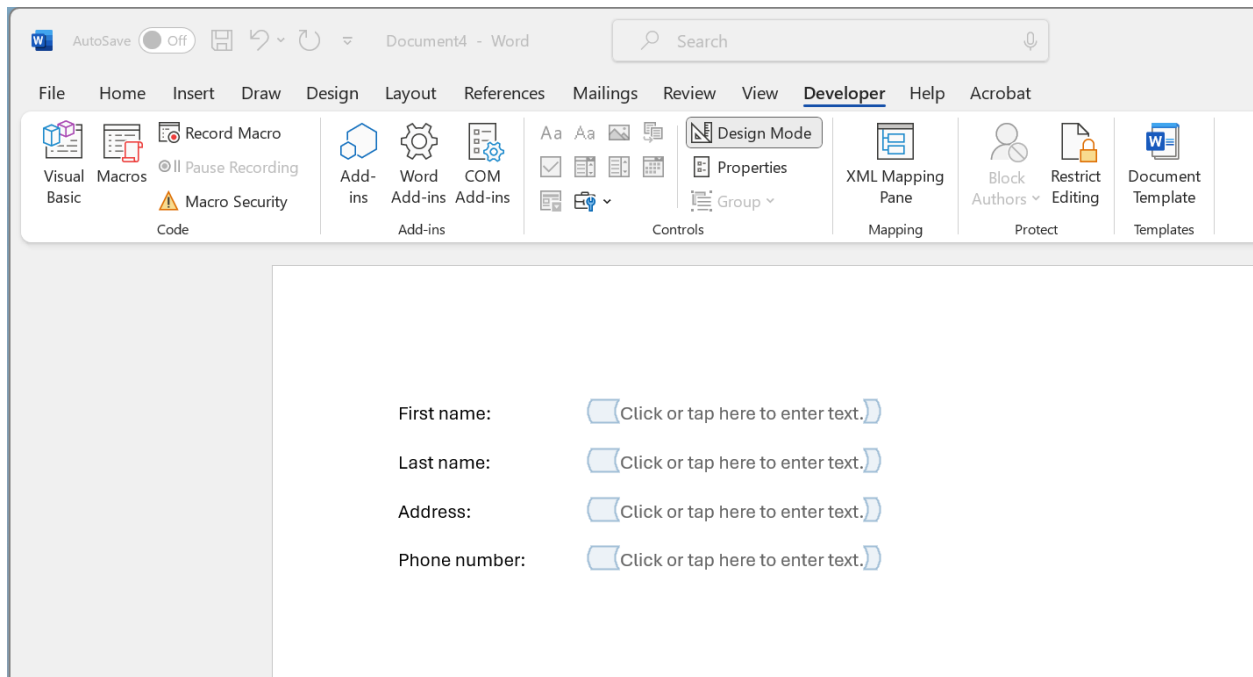 AutoSave Off Document4 - Word Search
File Home Insert Draw Design Layout References Mailings Review View Developer Help Acrobat
Visual Basic
Macros
Record Macro
Pause Recording
Macro Security
Code
Add-ins
Word Add-ins
COM Add-ins
Add-ins
Aa Aa
Design Mode
Properties
Group
Controls
XML Mapping Pane
Mapping
Block Authors
Restrict Editing
Protect
Document Template
Templates
First name: Click or tap here to enter text.
Last name: Click or tap here to enter text.
Address: Click or tap here to enter text.
Phone number: Click or tap here to enter text.